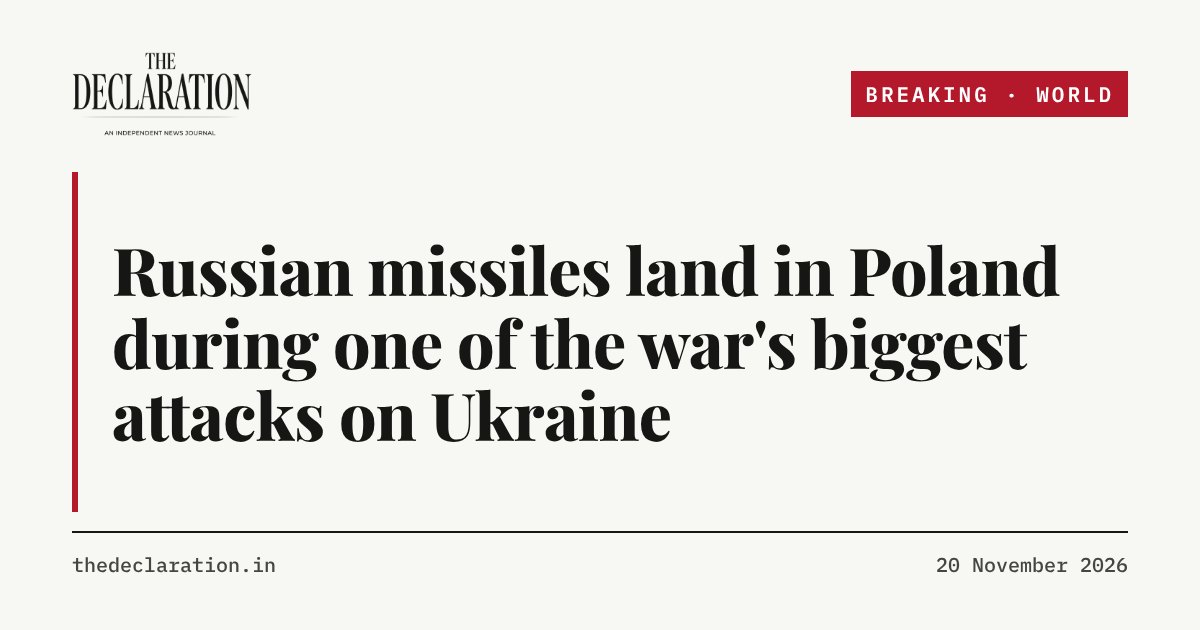 THE
DECLARATION
AN INDEPENDENT NEWS JOURNAL
BREAKING · WORLD
Russian missiles land in Poland
during one of the war's biggest
attacks on Ukraine
thedeclaration.in
20 November 2026